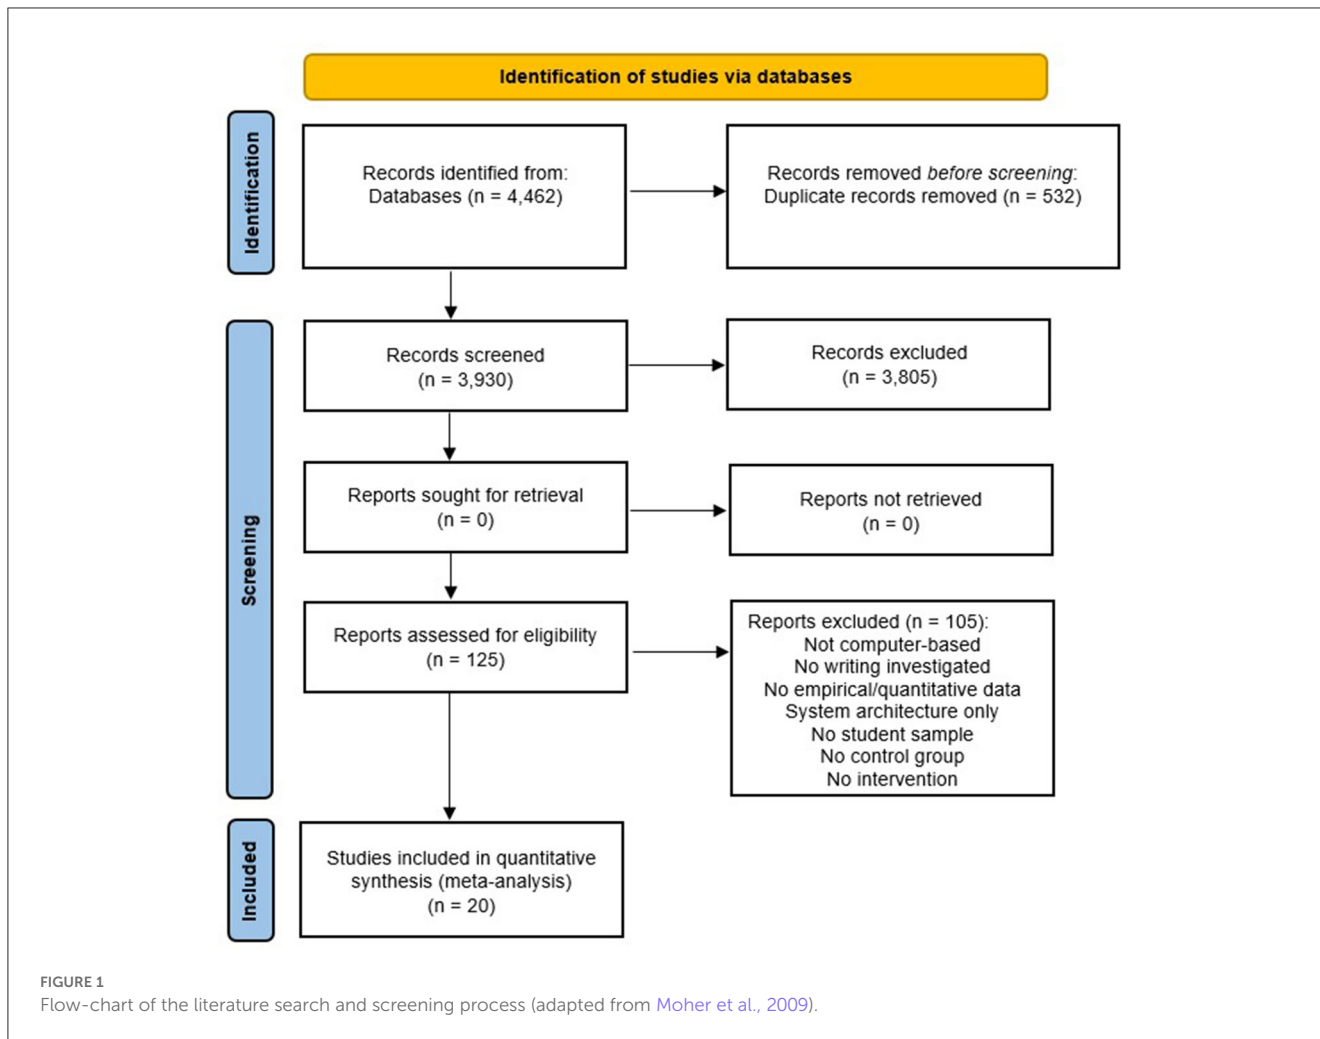 Identification of studies via databases
Identification
Records identified from:
Databases (n = 4,462)
Records removed before screening:
Duplicate records removed (n = 532)
Screening
Records screened
(n = 3,930)
Records excluded
(n = 3,805)
Reports sought for retrieval
(n = 0)
Reports not retrieved
(n = 0)
Reports assessed for eligibility
(n = 125)
Reports excluded (n = 105):
Not computer-based
No writing investigated
No empirical/quantitative data
System architecture only
No student sample
No control group
No intervention
Included
Studies included in quantitative
synthesis (meta-analysis)
(n = 20)
FIGURE 1
Flow-chart of the literature search and screening process (adapted from Moher et al., 2009).